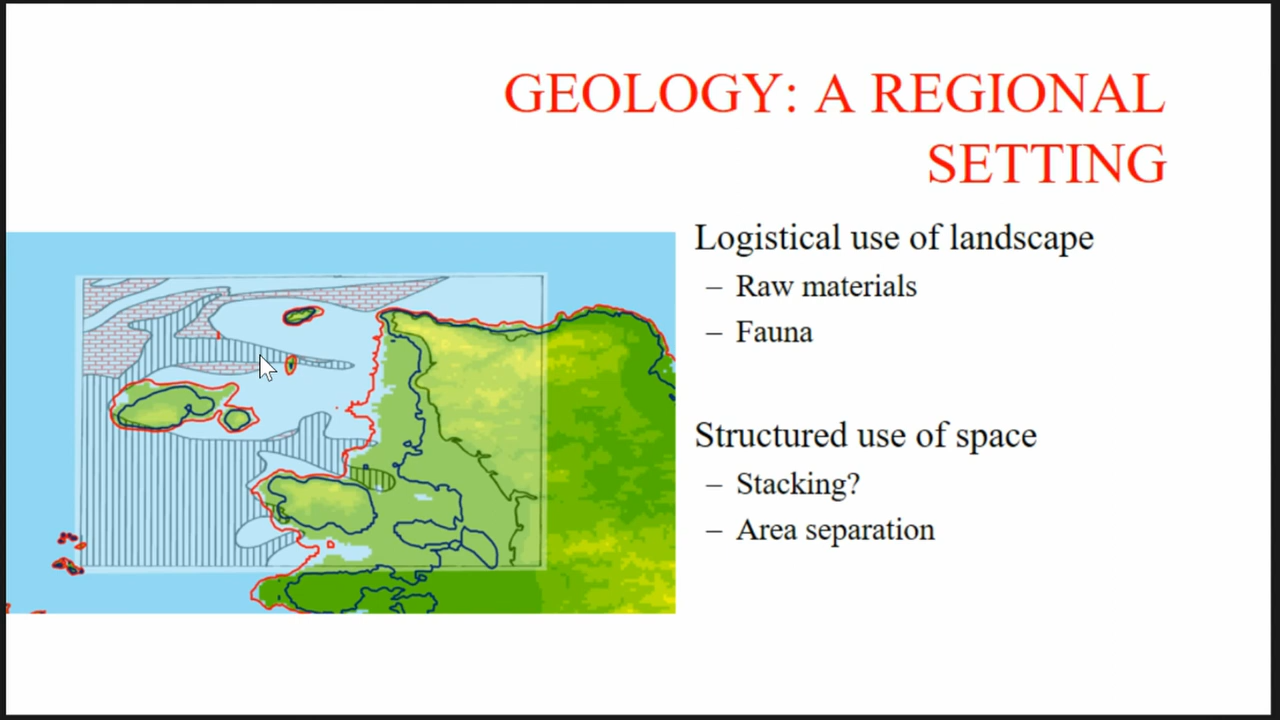 GEOLOGY: A REGIONAL
SETTING
Logistical use of landscape
– Raw materials
– Fauna
Structured use of space
– Stacking?
– Area separation